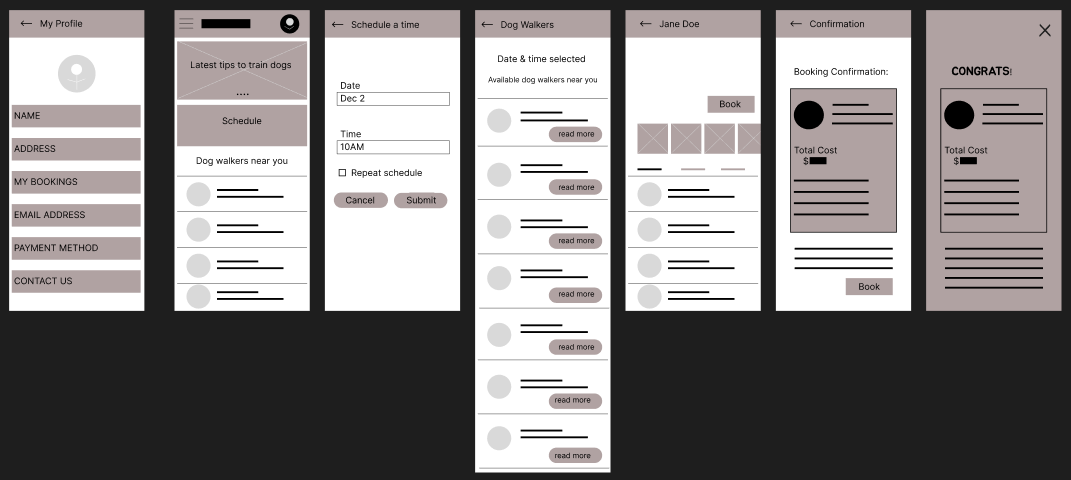 My Profile
NAME
ADDRESS
MY BOOKINGS
EMAIL ADDRESS
PAYMENT METHOD
CONTACT US
Latest tips to train dogs
....
Schedule
Dog walkers near you
Schedule a time
Date
Dec 2
Time
10AM
Repeat schedule
Cancel
Submit
Dog Walkers
Date & time selected
Available dog walkers near you
read more
read more
read more
read more
read more
read more
read more
Jane Doe
Book
Confirmation
Booking Confirmation:
Total Cost
$
Book
CONGRATS!
Total Cost
$